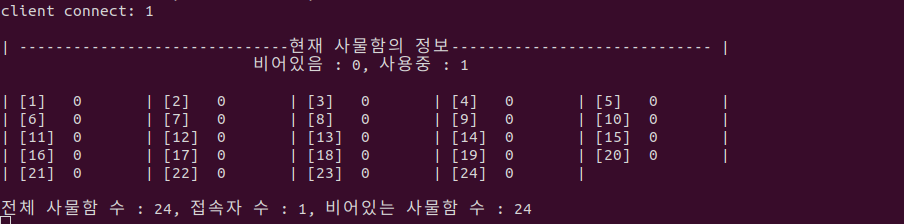 client connect: 1
| ------------------------------현재 사물함의 정보----------------------------- |
비어있음 : 0, 사용중 : 1
| [1] 0 | [2] 0 | [3] 0 | [4] 0 | [5] 0 |
| [6] 0 | [7] 0 | [8] 0 | [9] 0 | [10] 0 |
| [11] 0 | [12] 0 | [13] 0 | [14] 0 | [15] 0 |
| [16] 0 | [17] 0 | [18] 0 | [19] 0 | [20] 0 |
| [21] 0 | [22] 0 | [23] 0 | [24] 0 |
전체 사물함 수 : 24, 접속자 수 : 1, 비어있는 사물함 수 : 24